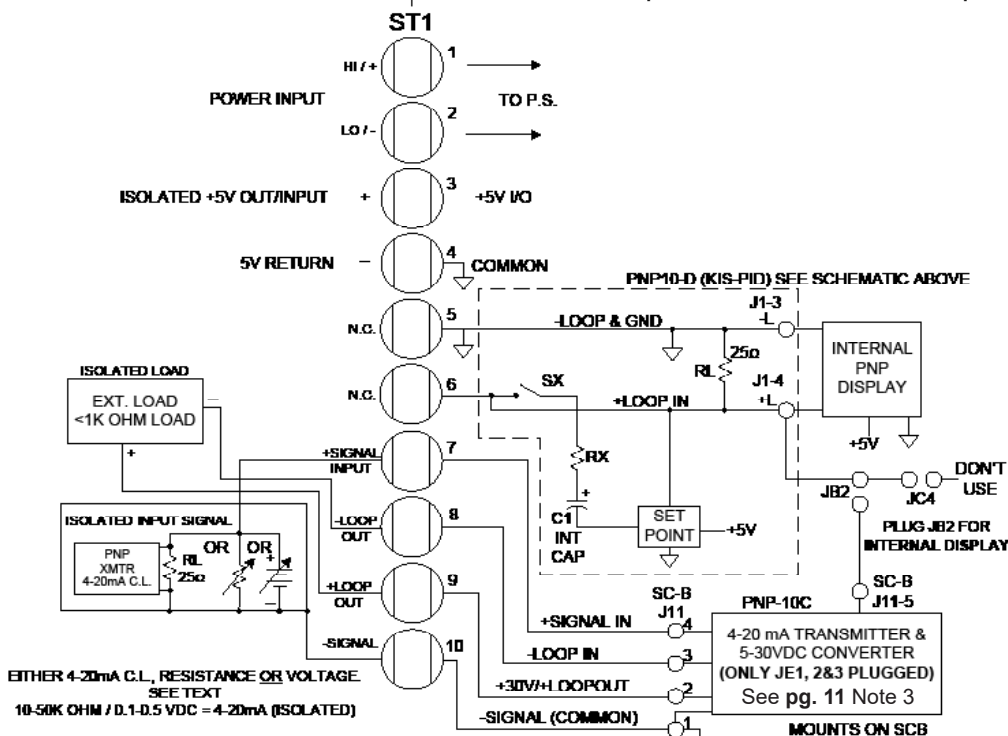 ST1
1
HI / +
POWER INPUT
TO P.S.
2
LO / -
3
ISOLATED +5V OUT/INPUT
+
+5V I/O
4
5V RETURN
-
COMMON
PNP10-D (KIS-PID) SEE SCHEMATIC ABOVE
5
N.C.
-LOOP & GND
J1-3
-L
25Ω
RL
INTERNAL
PNP
DISPLAY
6
N.C.
SX
+LOOP IN
J1-4
+L
+5V
ISOLATED LOAD
EXT. LOAD
<1K OHM LOAD
-
+
+SIGNAL
INPUT
7
RX
JB2
JC4
DON'T
USE
-LOOP
OUT
8
+
C1
INT
CAP
SET
POINT
+5V
PLUG JB2 FOR
INTERNAL DISPLAY
ISOLATED INPUT SIGNAL
PNP
XMTR
4-20mA C.L.
RL
25Ω
OR
OR
+
-
+LOOP
OUT
9
SC-B
J11
PNP-10C
SC-B
J11-5
+SIGNAL IN
4
-LOOP IN
3
+30V/+LOOPOUT
2
-SIGNAL (COMMON)
1
4-20 mA TRANSMITTER &
5-30VDC CONVERTER
(ONLY JE1, 2&3 PLUGGED)
See pg. 11 Note 3
-SIGNAL
10
EITHER 4-20mA C.L., RESISTANCE OR VOLTAGE.
SEE TEXT
10-50K OHM / 0.1-0.5 VDC = 4-20mA (ISOLATED)
MOUNTS ON SCB